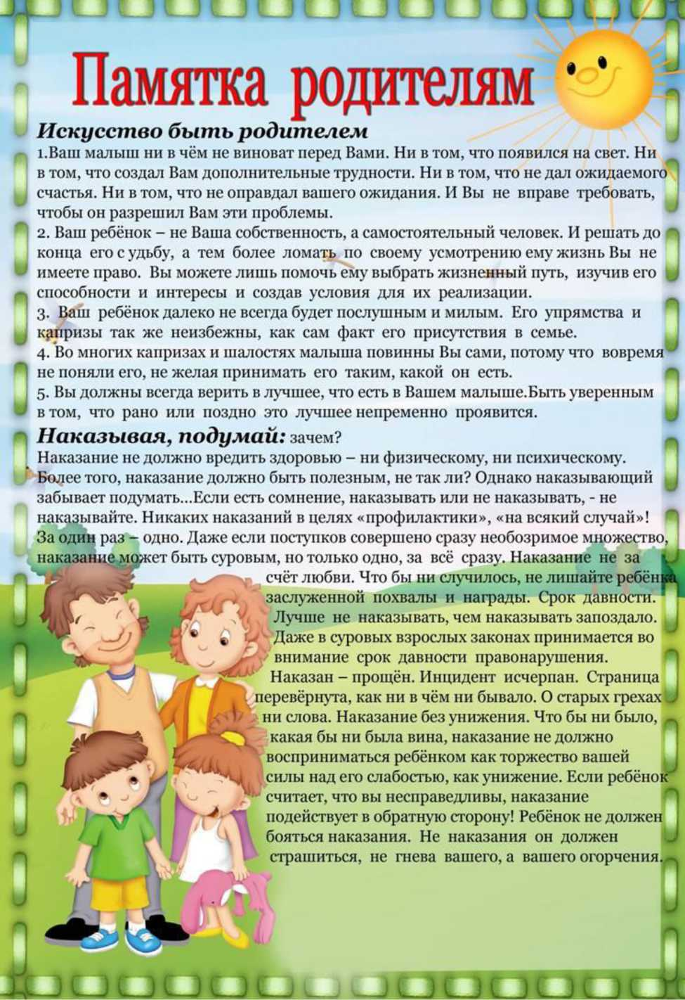 Памятка родителям
Искусство быть родителем
1.Ваш малыш ни в чём не виноват перед Вами. Ни в том, что появился на свет. Ни
в том, что создал Вам дополнительные трудности. Ни в том, что не дал ожидаемого
счастья. Ни в том, что не оправдал вашего ожидания. И Вы не вправе требовать,
чтобы он разрешил Вам эти проблемы.
2. Ваш ребёнок – не Ваша собственность, а самостоятельный человек. И решать до
конца его с удьбу, а тем более ломать по своему усмотрению ему жизнь Вы не
имеете право. Вы можете лишь помочь ему выбрать жизненный путь, изучив его
способности и интересы и создав условия для их реализации.
3. Ваш ребёнок далеко не всегда будет послушным и милым. Его упрямства и
капризы так же неизбежны, как сам факт его присутствия в семье.
4. Во многих капризах и шалостях малыша повинны Вы сами, потому что вовремя
не поняли его, не желая принимать его таким, какой он есть.
5. Вы должны всегда верить в лучшее, что есть в Вашем малыше.Быть уверенным
в том, что рано или поздно это лучшее непременно проявится.
Наказывая, подумай: зачем?
Наказание не должно вредить здоровью – ни физическому, ни психическому.
Более того, наказание должно быть полезным, не так ли? Однако наказывающий
забывает подумать...Если есть сомнение, наказывать или не наказывать, - не
наказывайте. Никаких наказаний в целях «профилактики», «на всякий случай»!
За один раз – одно. Даже если поступков совершено сразу необозримое множество,
наказание может быть суровым, но только одно, за всё сразу. Наказание не за
счёт любви. Что бы ни случилось, не лишайте ребёнка
заслуженной похвалы и награды. Срок давности.
Лучше не наказывать, чем наказывать запоздало.
Даже в суровых взрослых законах принимается во
внимание срок давности правонарушения.
Наказан – прощён. Инцидент исчерпан. Страница
перевёрнута, как ни в чём ни бывало. О старых грехах
ни слова. Наказание без унижения. Что бы ни было,
какая бы ни была вина, наказание не должно
восприниматься ребёнком как торжество вашей
силы над его слабостью, как унижение. Если ребёнок
считает, что вы несправедливы, наказание
подействует в обратную сторону! Ребёнок не должен
бояться наказания. Не наказания он должен
страшиться, не гнева вашего, а вашего огорчения.